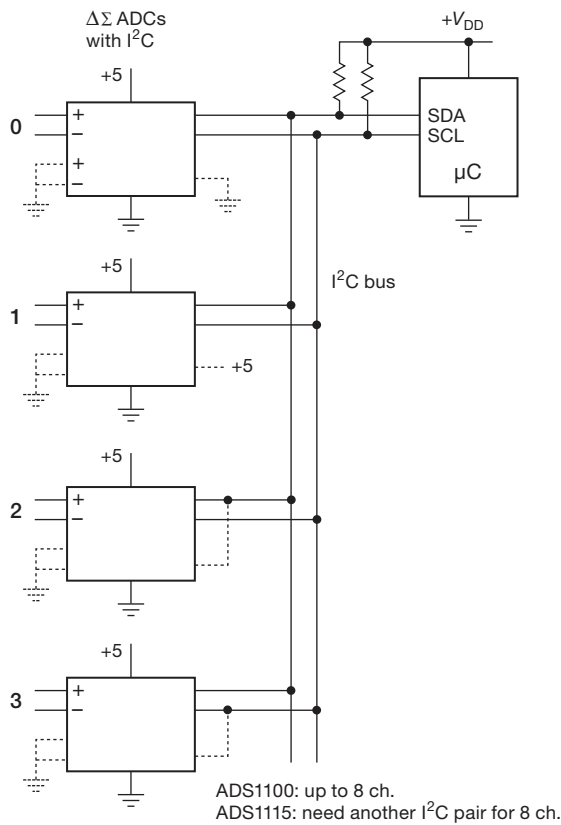 ΔΣ ADCs
with I²C
+V_DD
+5
0
+
−
+
−
SDA
SCL
µC
+5
I²C bus
1
+
−
+5
+5
2
+
−
+5
3
+
−
ADS1100: up to 8 ch.
ADS1115: need another I²C pair for 8 ch.